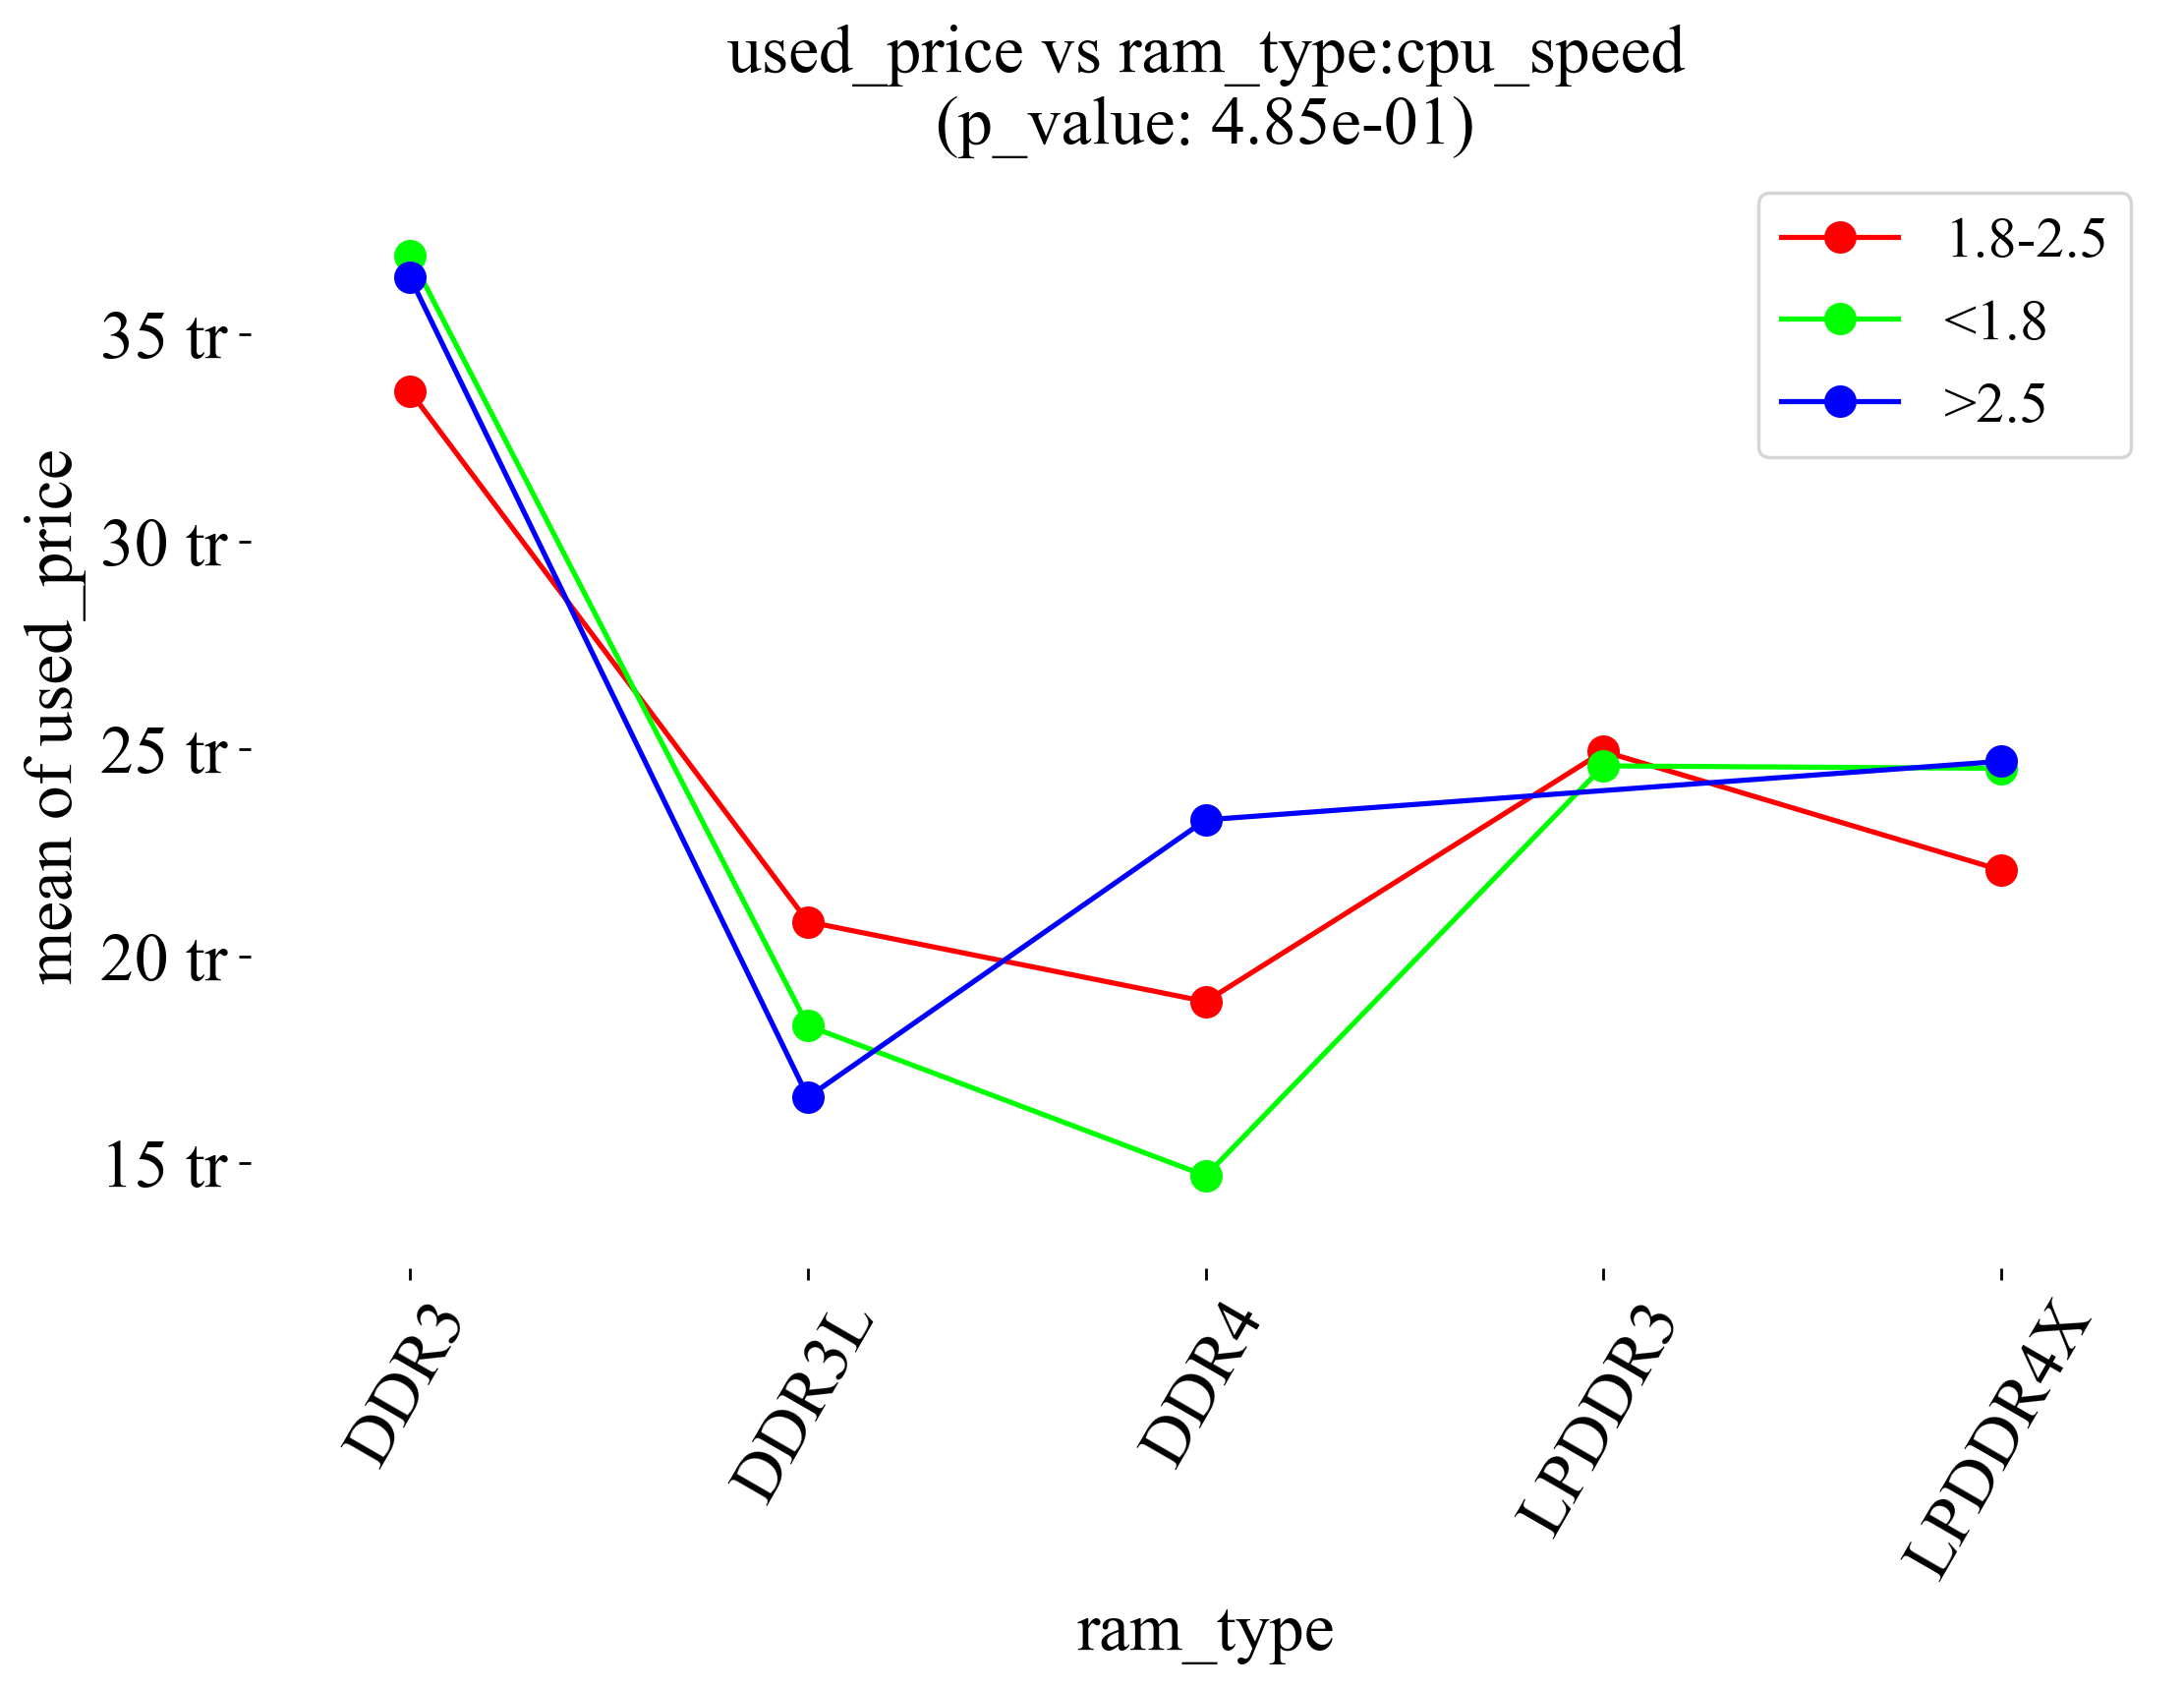 used_price vs ram_type:cpu_speed
(p_value: 4.85e-01)
1.8-2.5
<1.8
>2.5
mean of used_price
35 tr
30 tr
25 tr
20 tr
15 tr
DDR3
DDR3L
DDR4
LPDDR3
LPDDR4X
ram_type